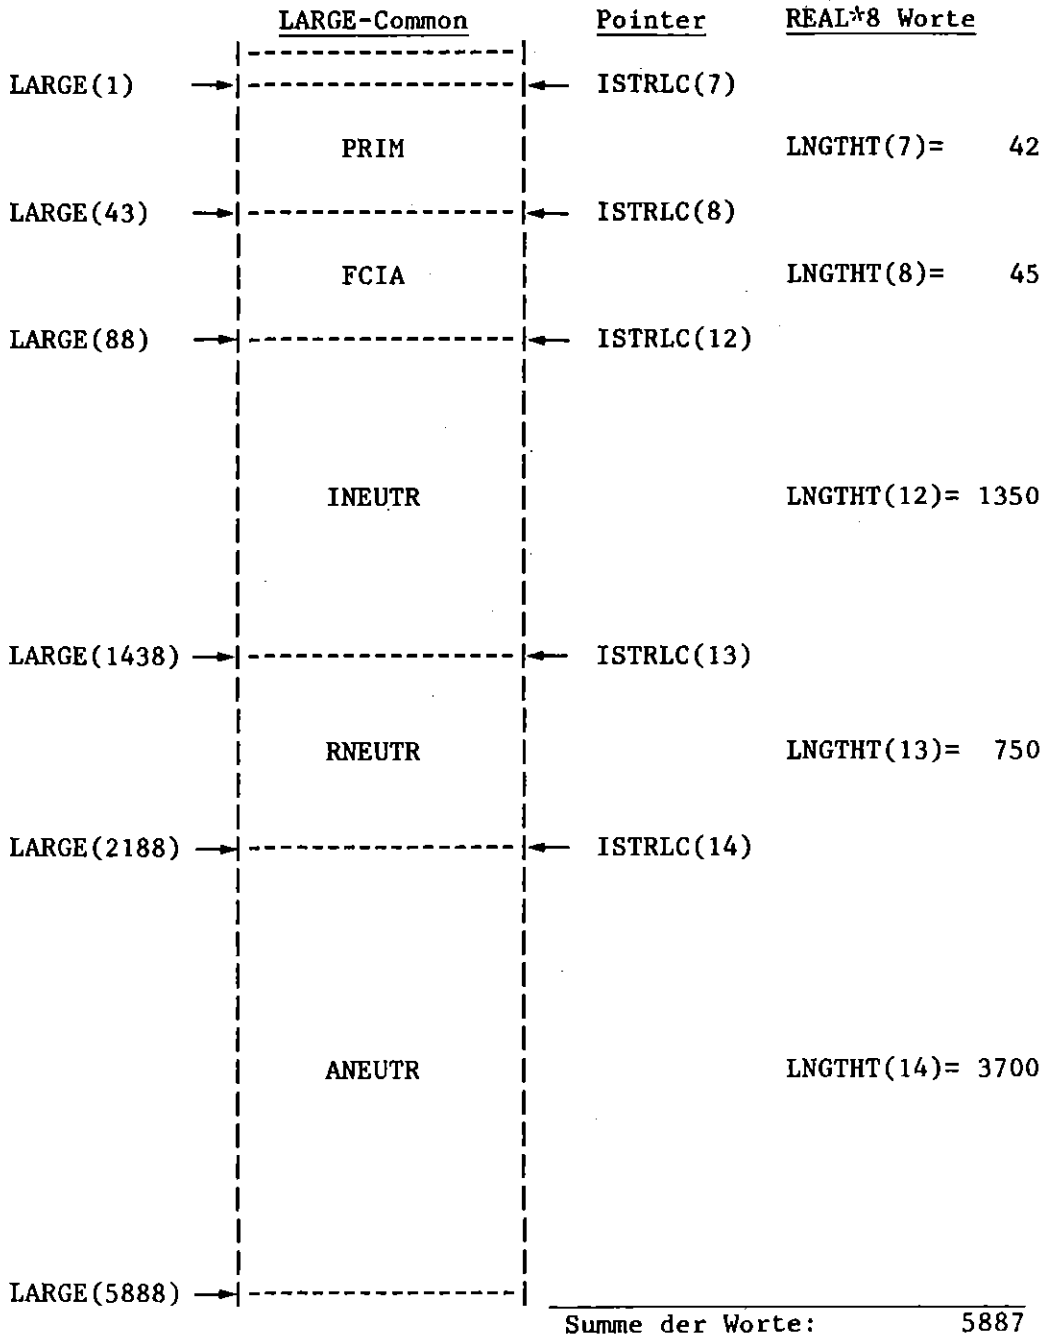 LARGE-Common Pointer REAL*8 Worte
LARGE(1) ISTRLC(7)
PRIM LNGTHT(7)= 42
LARGE(43) ISTRLC(8)
FCIA LNGTHT(8)= 45
LARGE(88) ISTRLC(12)
INEUTR LNGTHT(12)= 1350
LARGE(1438) ISTRLC(13)
RNEUTR LNGTHT(13)= 750
LARGE(2188) ISTRLC(14)
ANEUTR LNGTHT(14)= 3700
LARGE(5888)
Summe der Worte: 5887